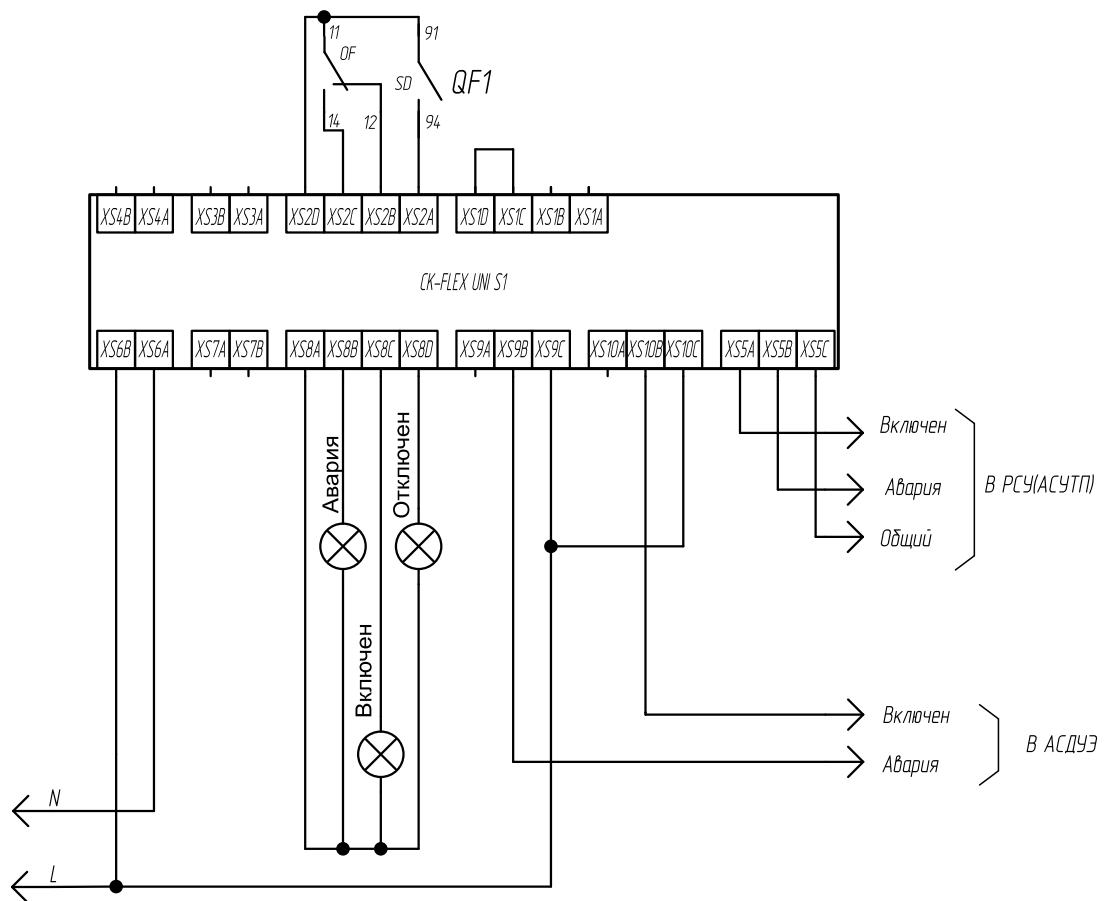 11
91
OF
SD
QF1
14
12
94
XS4B XS4A XS3B XS3A XS2D XS2C XS2B XS2A XS1D XS1C XS1B XS1A
CK-FLEX UNI S1
XS6B XS6A XS7A XS7B XS8A XS8B XS8C XS8D XS9A XS9B XS9C XS10A XS10B XS10C XS5A XS5B XS5C
Авария
Отключен
Включен
Включен
Авария
Общий
В РСУ(АСУТП)
Включен
Авария
В АСДУЭ
N
L